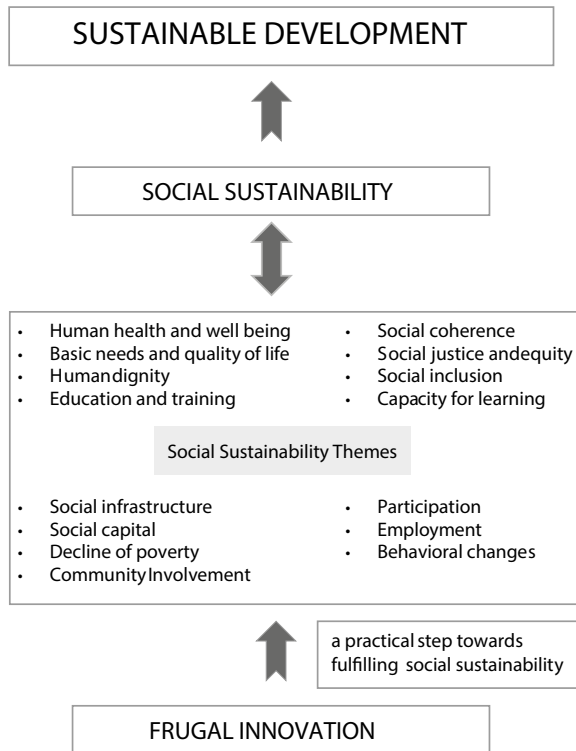 SUSTAINABLE DEVELOPMENT
SOCIAL SUSTAINABILITY
• Human health and well being
• Basic needs and quality of life
• Humandignity
• Education and training
• Social coherence
• Social justice andequity
• Social inclusion
• Capacity for learning
Social Sustainability Themes
• Social infrastructure
• Social capital
• Decline of poverty
• CommunityInvolvement
• Participation
• Employment
• Behavioral changes
a practical step towards
fulfilling social sustainability
FRUGAL INNOVATION